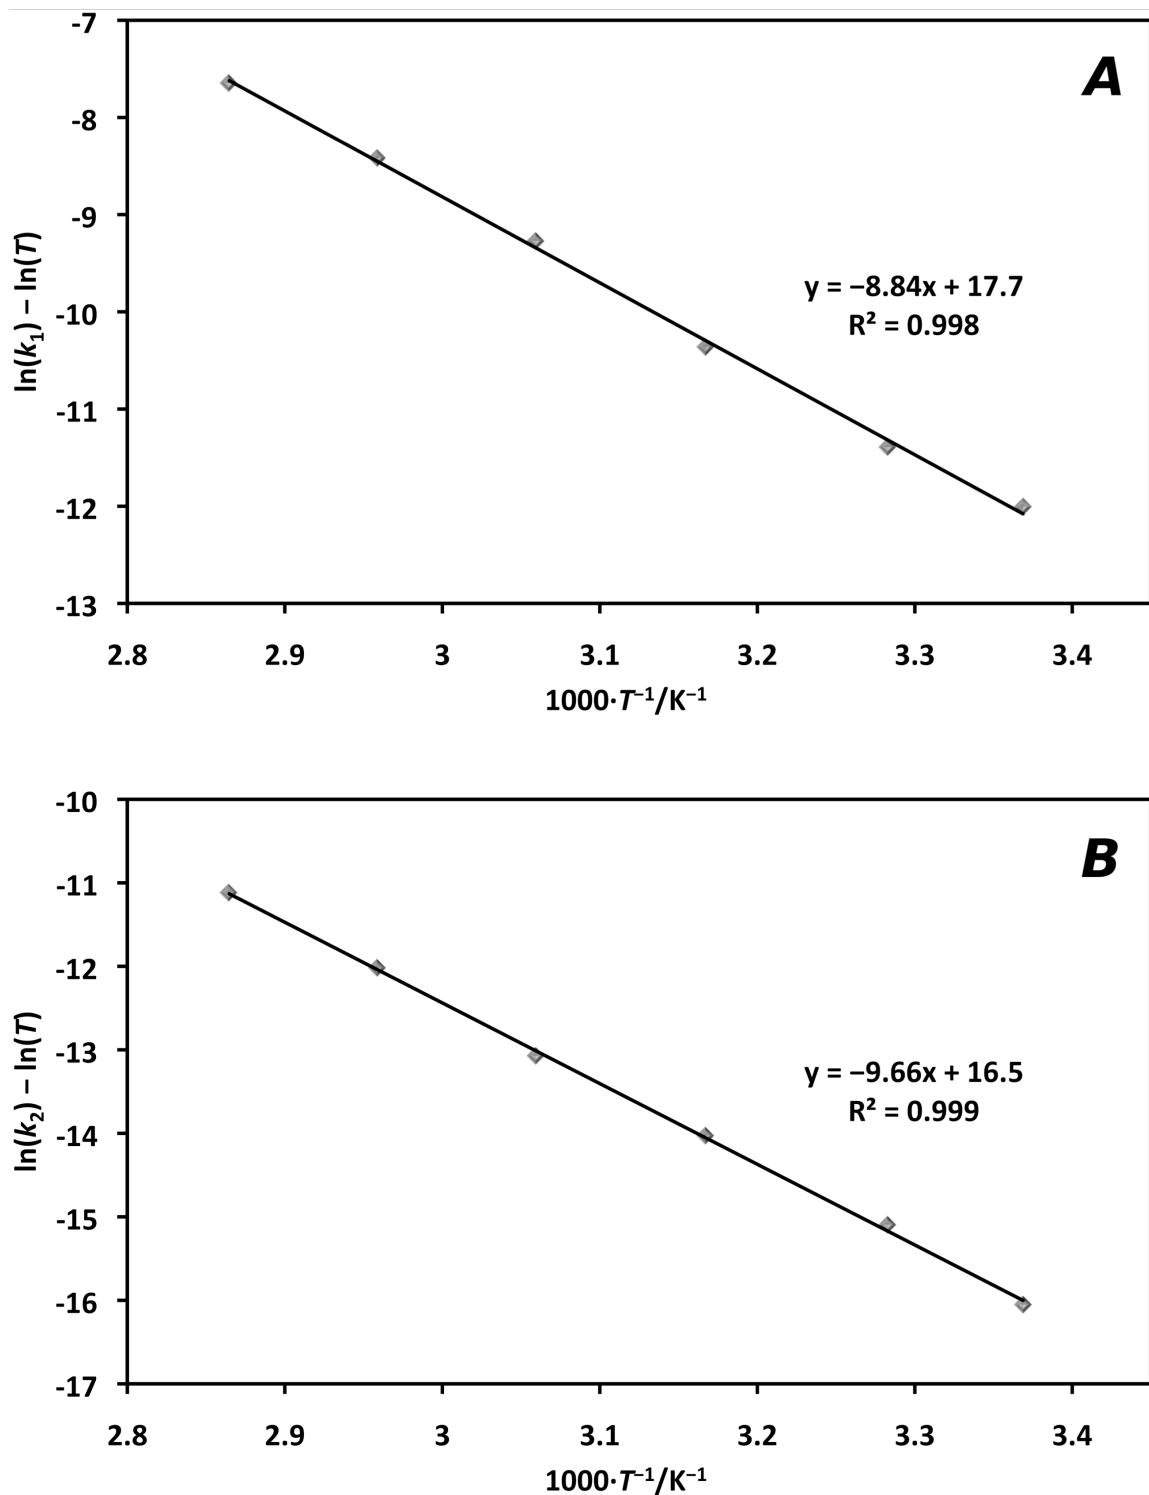 A
-7
-8
-9
-10
-11
-12
-13
ln(k₁) − ln(T)
y = −8.84x + 17.7
R² = 0.998
2.8 2.9 3 3.1 3.2 3.3 3.4
1000·T⁻¹/K⁻¹
B
-10
-11
-12
-13
-14
-15
-16
-17
ln(k₂) − ln(T)
y = −9.66x + 16.5
R² = 0.999
2.8 2.9 3 3.1 3.2 3.3 3.4
1000·T⁻¹/K⁻¹